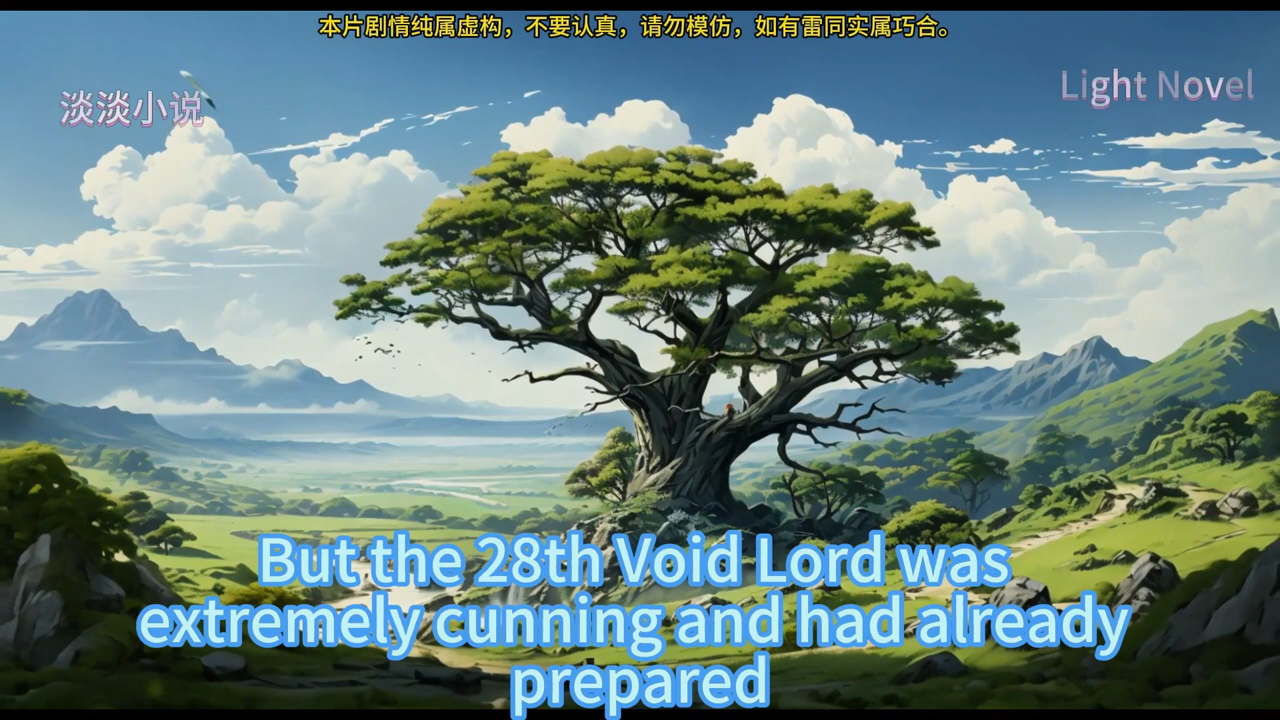 本片剧情纯属虚构，不要认真，请勿模仿，如有雷同实属巧合。
淡淡小说
Light Novel
But the 28th Void Lord was
extremely cunning and had already
prepared